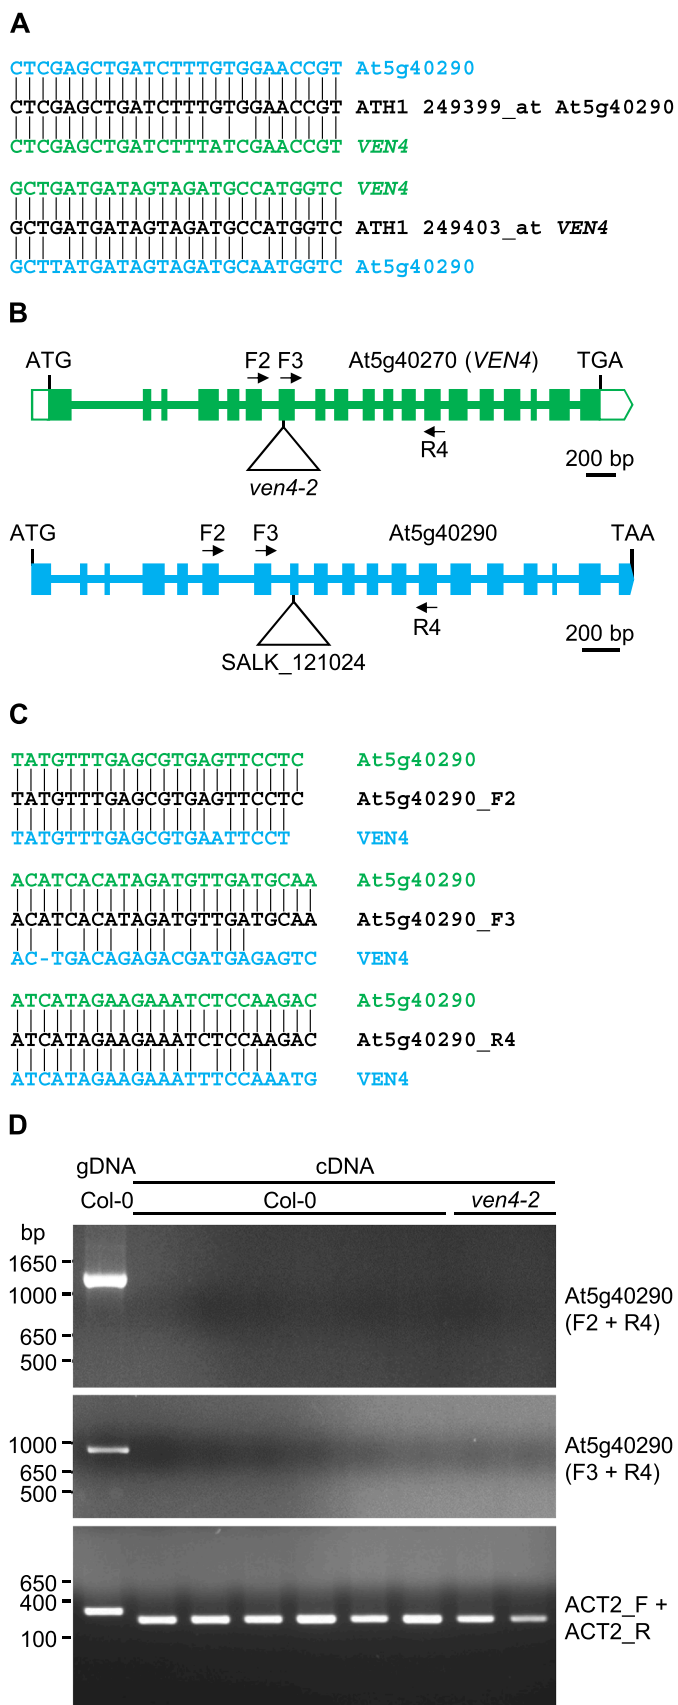 A
CTCGAGCTGATCTTTGTGGAACCGT At5g40290
CTCGAGCTGATCTTTGTGGAACCGT ATH1 249399_at At5g40290
CTCGAGCTGATCTTTATCGAACCGT VEN4
GCTGATGATAGTAGATGCCATGGTC VEN4
GCTGATGATAGTAGATGCCATGGTC ATH1 249403_at VEN4
GCTTATGATAGTAGATGCAATGGTC At5g40290
B
ATG F2 F3 At5g40270 (VEN4) TGA
R4
200 bp
ven4-2
ATG F2 F3 At5g40290 TAA
R4
200 bp
SALK_121024
C
TATGTTTGAGCGTGAGTTCCTC At5g40290
TATGTTTGAGCGTGAGTTCCTC At5g40290_F2
TATGTTTGAGCGTGAATTCCT VEN4
ACATCACATAGATGTTGATGCAA At5g40290
ACATCACATAGATGTTGATGCAA At5g40290_F3
AC-TGACAGAGACGATGAGAGTC VEN4
ATCATAGAAGAAATCTCCAAGAC At5g40290
ATCATAGAAGAAATCTCCAAGAC At5g40290_R4
ATCATAGAAGAAATTTCCAAATG VEN4
D
gDNA cDNA
Col-0 Col-0 ven4-2
bp
1650
1000
650
500
At5g40290
(F2 + R4)
1000
650
500
At5g40290
(F3 + R4)
650
400
100
ACT2_F +
ACT2_R